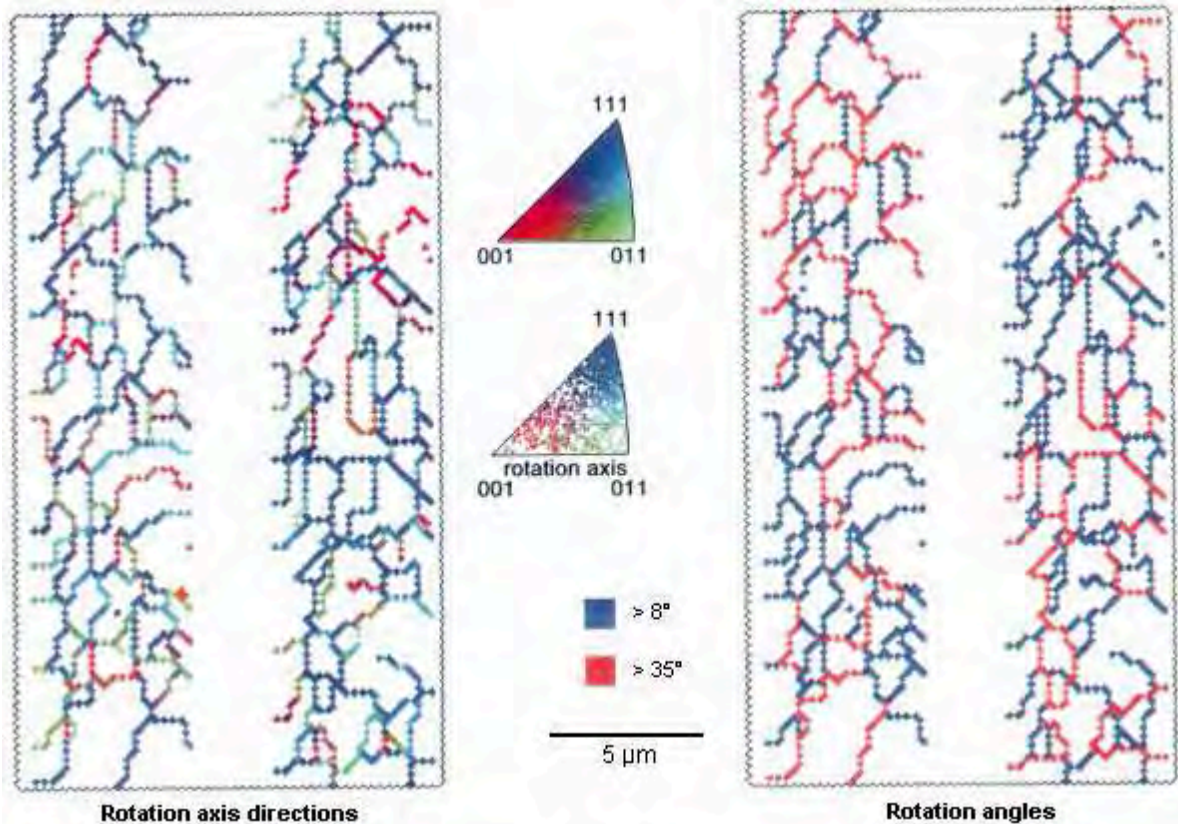 111
001
011
111
rotation axis
001
011
> 8°
> 35°
5 µm
Rotation axis directions
Rotation angles